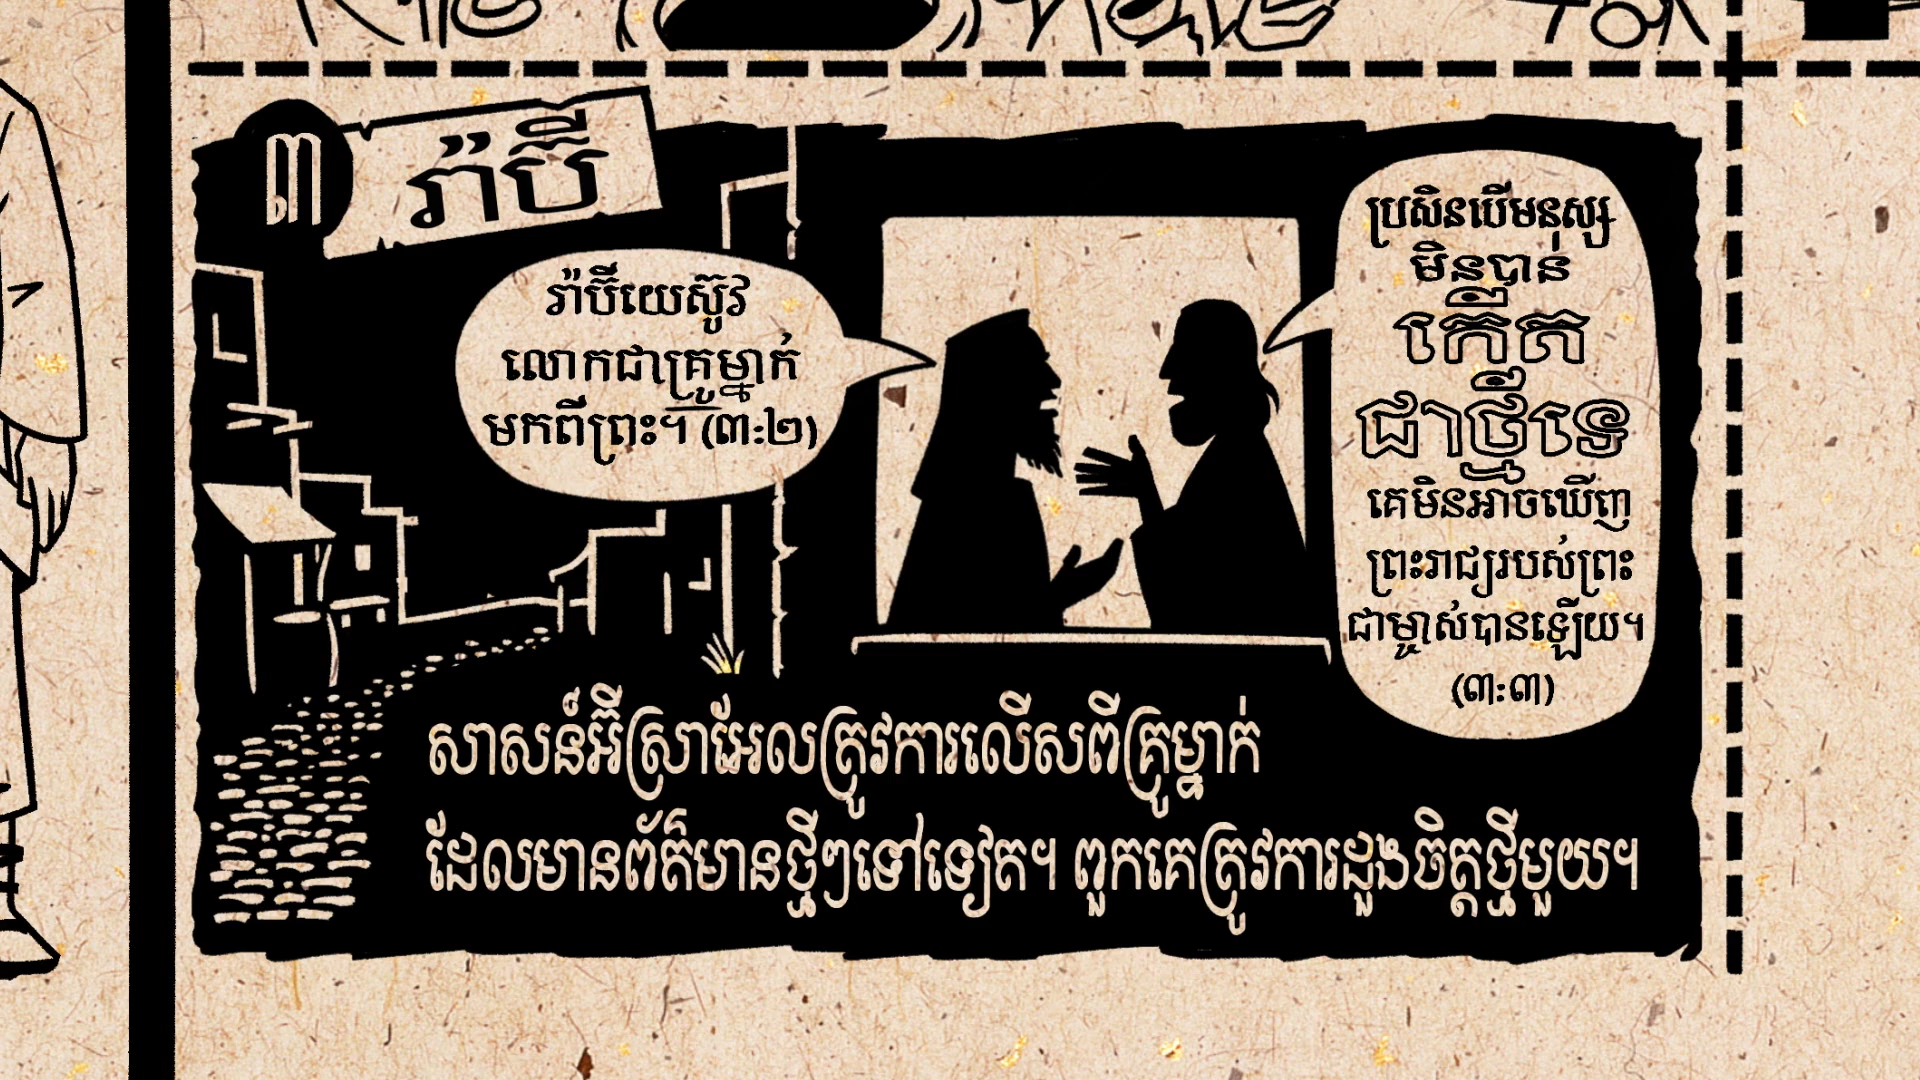 ៣
រ៉ាប៊ី
រ៉ាប៊ីយេស៊ូវ
លោកជាគ្រូម្នាក់
មកពីព្រះ។ (៣:២)
ប្រសិនបើមនុស្ស
មិនបាន
កើត
ជាថ្មីទេ
គេមិនអាចឃើញ
ព្រះរាជ្យរបស់ព្រះ
ជាម្ចាស់បានឡើយ។
(៣:៣)
សាសន៍អ៊ីស្រាអែលត្រូវការលើសពីគ្រូម្នាក់
ដែលមានព័ត៌មានថ្មីៗទៅទៀត។ ពួកគេត្រូវការដួងចិត្តថ្មីមួយ។